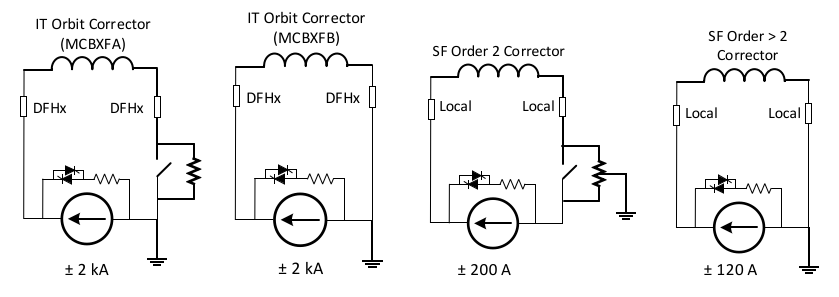 IT Orbit Corrector
(MCBXFA)
DFHx
DFHx
± 2 kA
IT Orbit Corrector
(MCBXFB)
DFHx
DFHx
± 2 kA
SF Order 2 Corrector
Local
Local
± 200 A
SF Order > 2
Corrector
Local
Local
± 120 A